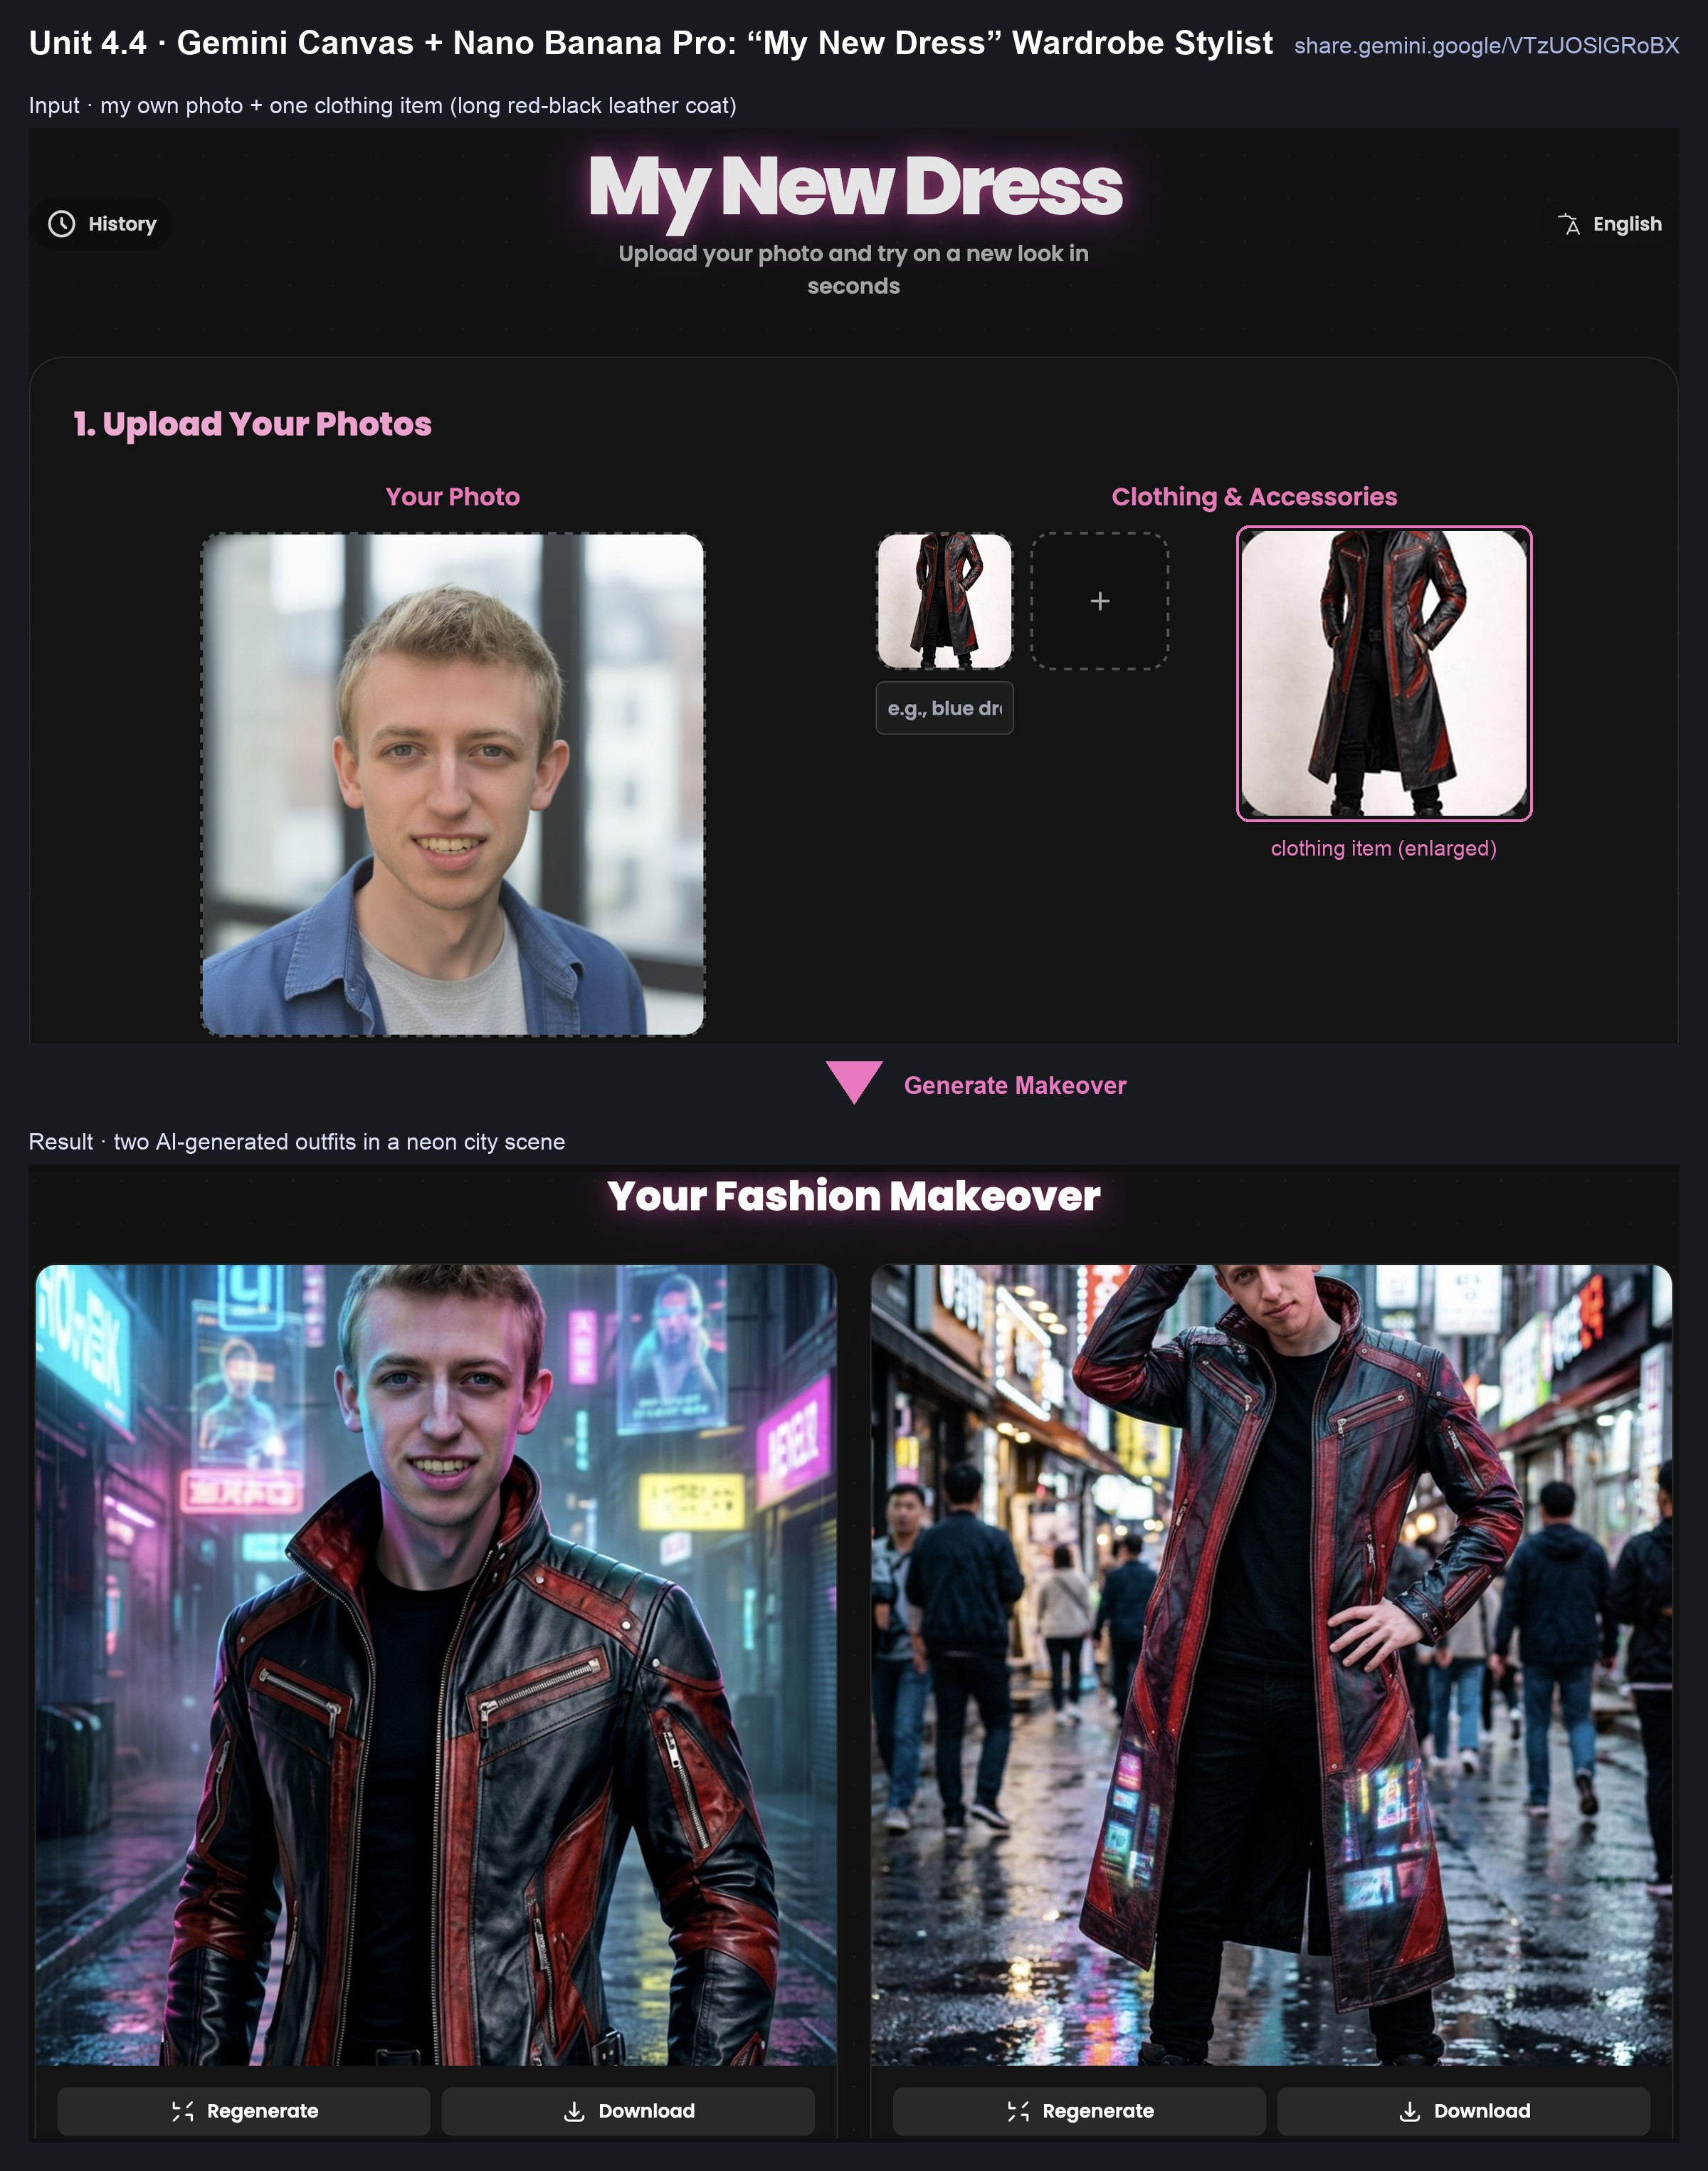 Unit 4.4 · Gemini Canvas + Nano Banana Pro: “My New Dress” Wardrobe Stylist share.gemini.google/VTzUOSIGRoBX
Input · my own photo + one clothing item (long red-black leather coat)
My New Dress
History
English
Upload your photo and try on a new look in
seconds
1. Upload Your Photos
Your Photo
Clothing & Accessories
e.g., blue dr
clothing item (enlarged)
Generate Makeover
Result · two AI-generated outfits in a neon city scene
Your Fashion Makeover
Regenerate
Download
Regenerate
Download